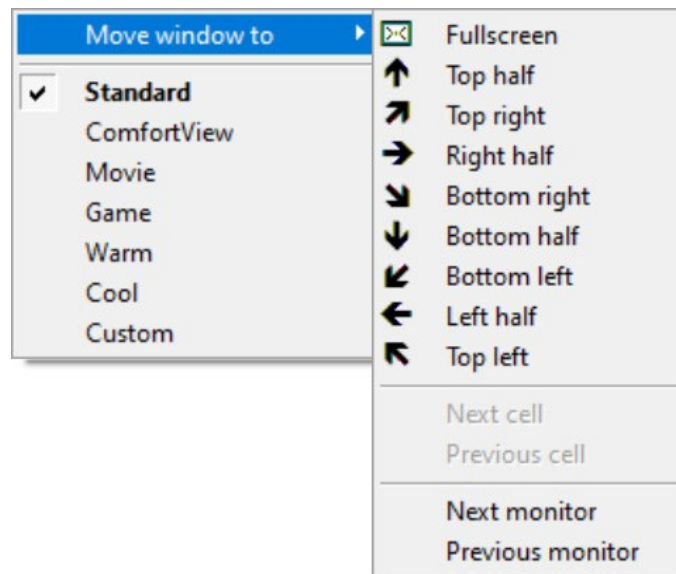 Move window to
Standard
ComfortView
Movie
Game
Warm
Cool
Custom
Fullscreen
Top half
Top right
Right half
Bottom right
Bottom half
Bottom left
Left half
Top left
Next cell
Previous cell
Next monitor
Previous monitor